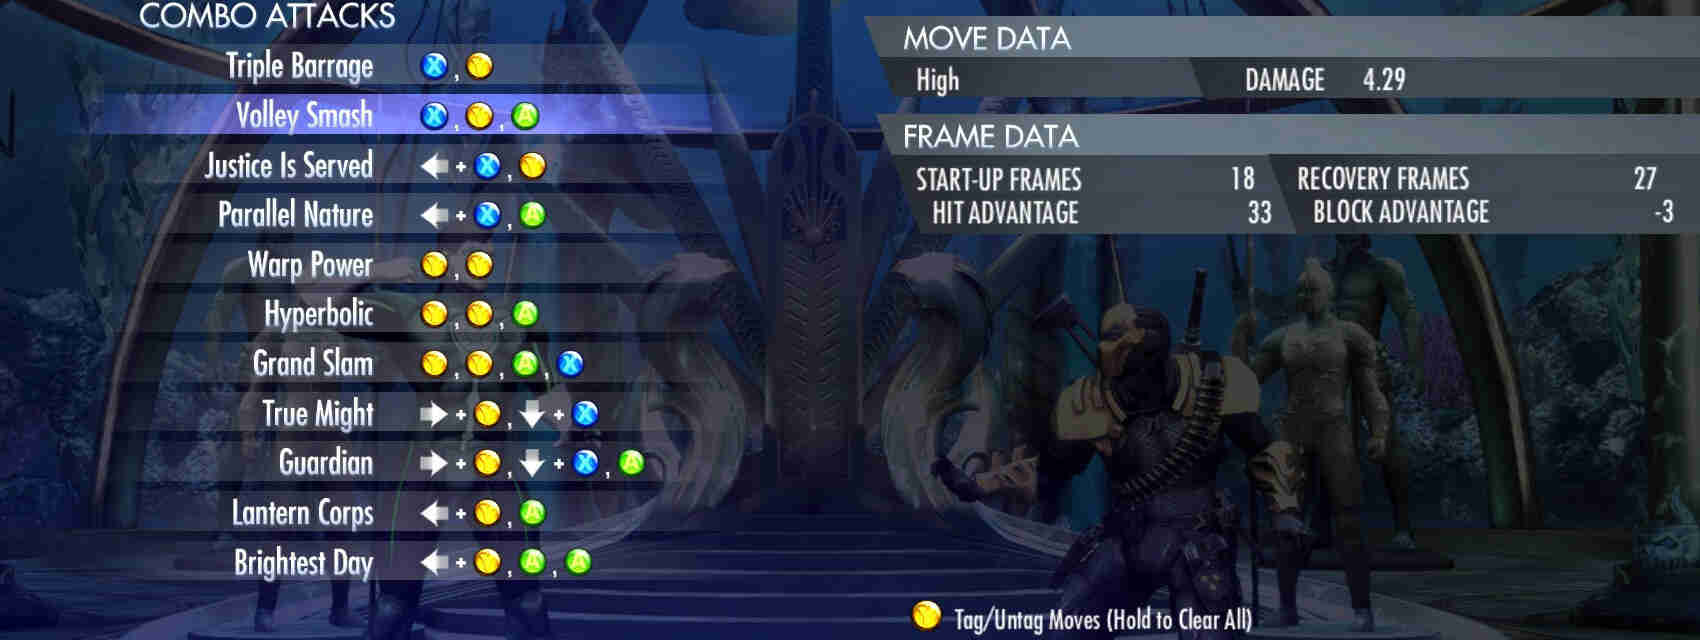 COMBO ATTACKS
Triple Barrage X , Y
Volley Smash X , Y , A
Justice Is Served + X , Y
Parallel Nature + X , A
Warp Power Y , Y
Hyperbolic Y , Y , A
Grand Slam Y , Y , A , X
True Might + Y , + X
Guardian + Y , + X , A
Lantern Corps + Y , A
Brightest Day + Y , A , A
MOVE DATA
High DAMAGE 4.29
FRAME DATA
START-UP FRAMES 18 RECOVERY FRAMES 27
HIT ADVANTAGE 33 BLOCK ADVANTAGE -3
Y Tag/Untag Moves (Hold to Clear All)